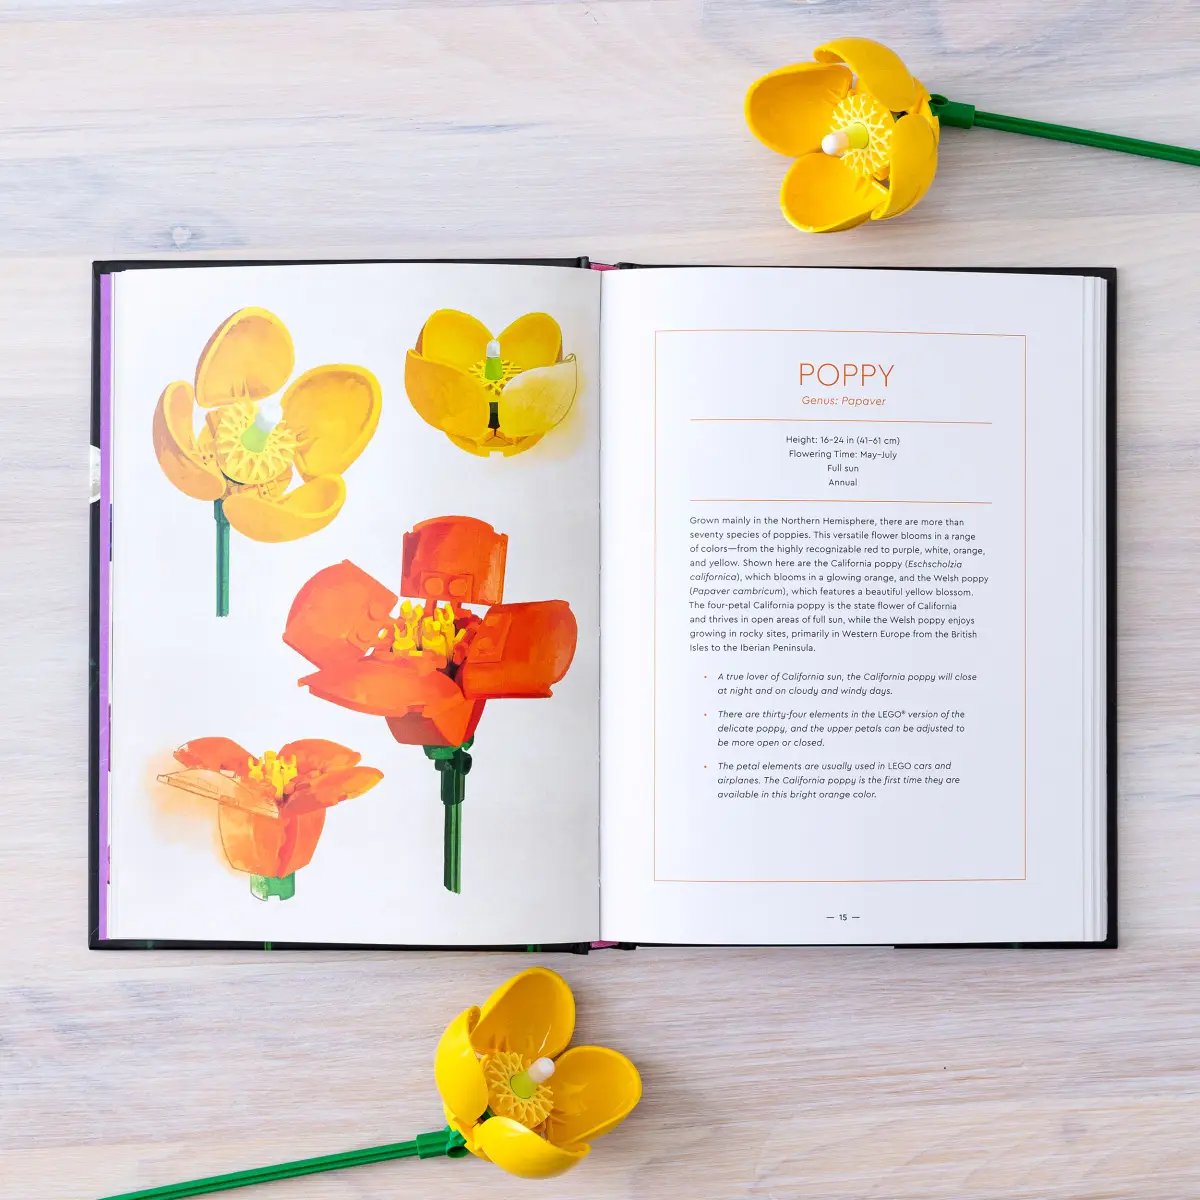 POPPY
Genus: Papaver
Height: 16–24 in (41–61 cm)
Flowering Time: May–July
Full sun
Annual
Grown mainly in the Northern Hemisphere, there are more than
seventy species of poppies. This versatile flower blooms in a range
of colors—from the highly recognizable red to purple, white, orange,
and yellow. Shown here are the California poppy (Eschscholzia
californica), which blooms in a glowing orange, and the Welsh poppy
(Papaver cambricum), which features a beautiful yellow blossom.
The four-petal California poppy is the state flower of California
and thrives in open areas of full sun, while the Welsh poppy enjoys
growing in rocky sites, primarily in Western Europe from the British
Isles to the Iberian Peninsula.
• A true lover of California sun, the California poppy will close
at night and on cloudy and windy days.
• There are thirty-four elements in the LEGO® version of the
delicate poppy, and the upper petals can be adjusted to
be more open or closed.
• The petal elements are usually used in LEGO cars and
airplanes. The California poppy is the first time they are
available in this bright orange color.
— 15 —